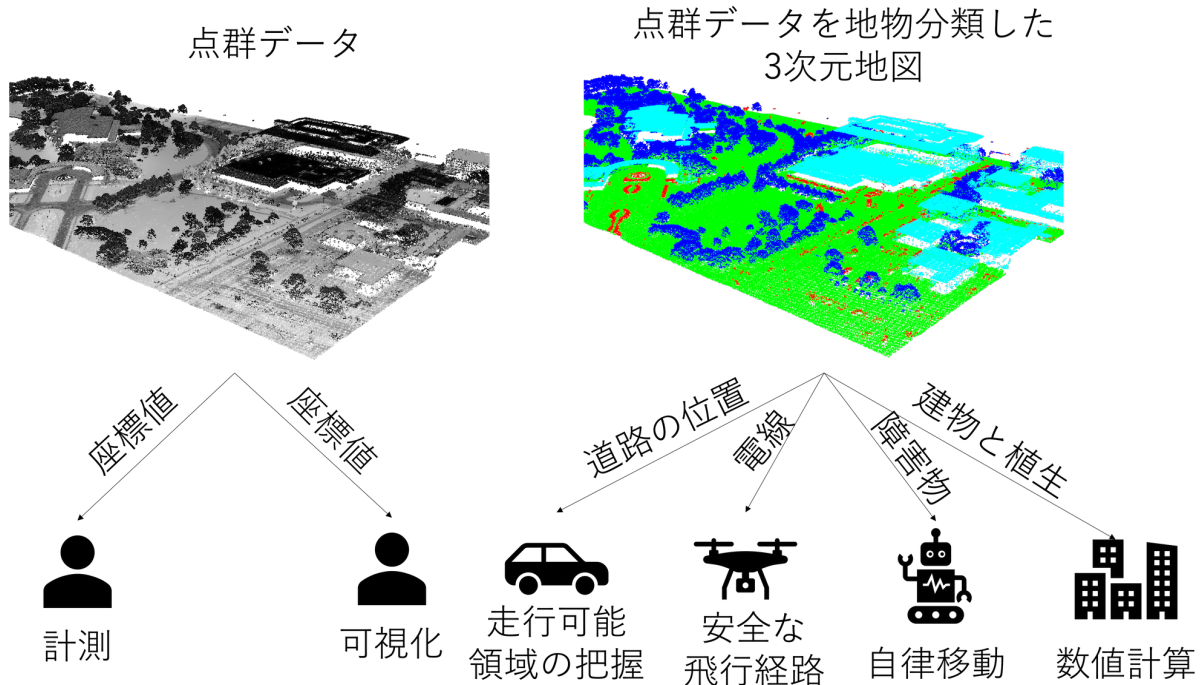 点群データ
点群データを地物分類した
3次元地図
座標値
座標値
道路の位置
電線
障害物
建物と植生
計測
可視化
走行可能
領域の把握
安全な
飛行経路
自律移動
数値計算